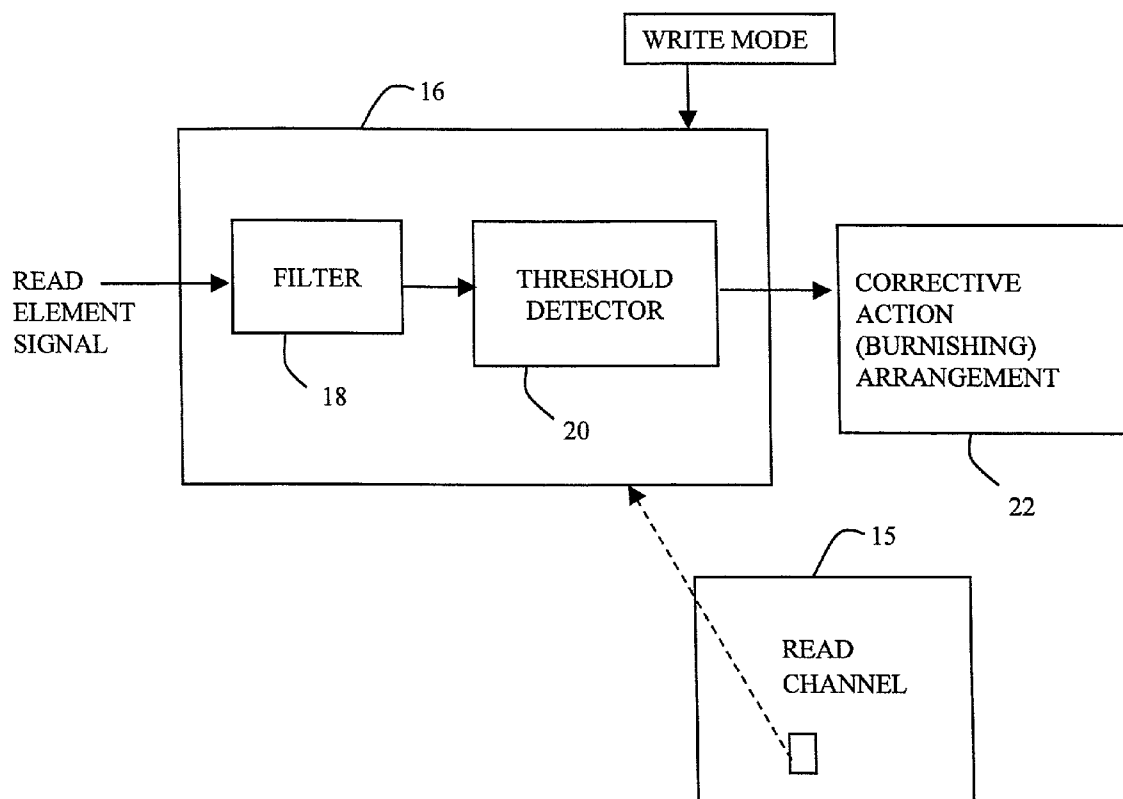 WRITE MODE
16
READ
ELEMENT
SIGNAL
FILTER
18
THRESHOLD
DETECTOR
20
CORRECTIVE
ACTION
(BURNISHING)
ARRANGEMENT
22
15
READ
CHANNEL